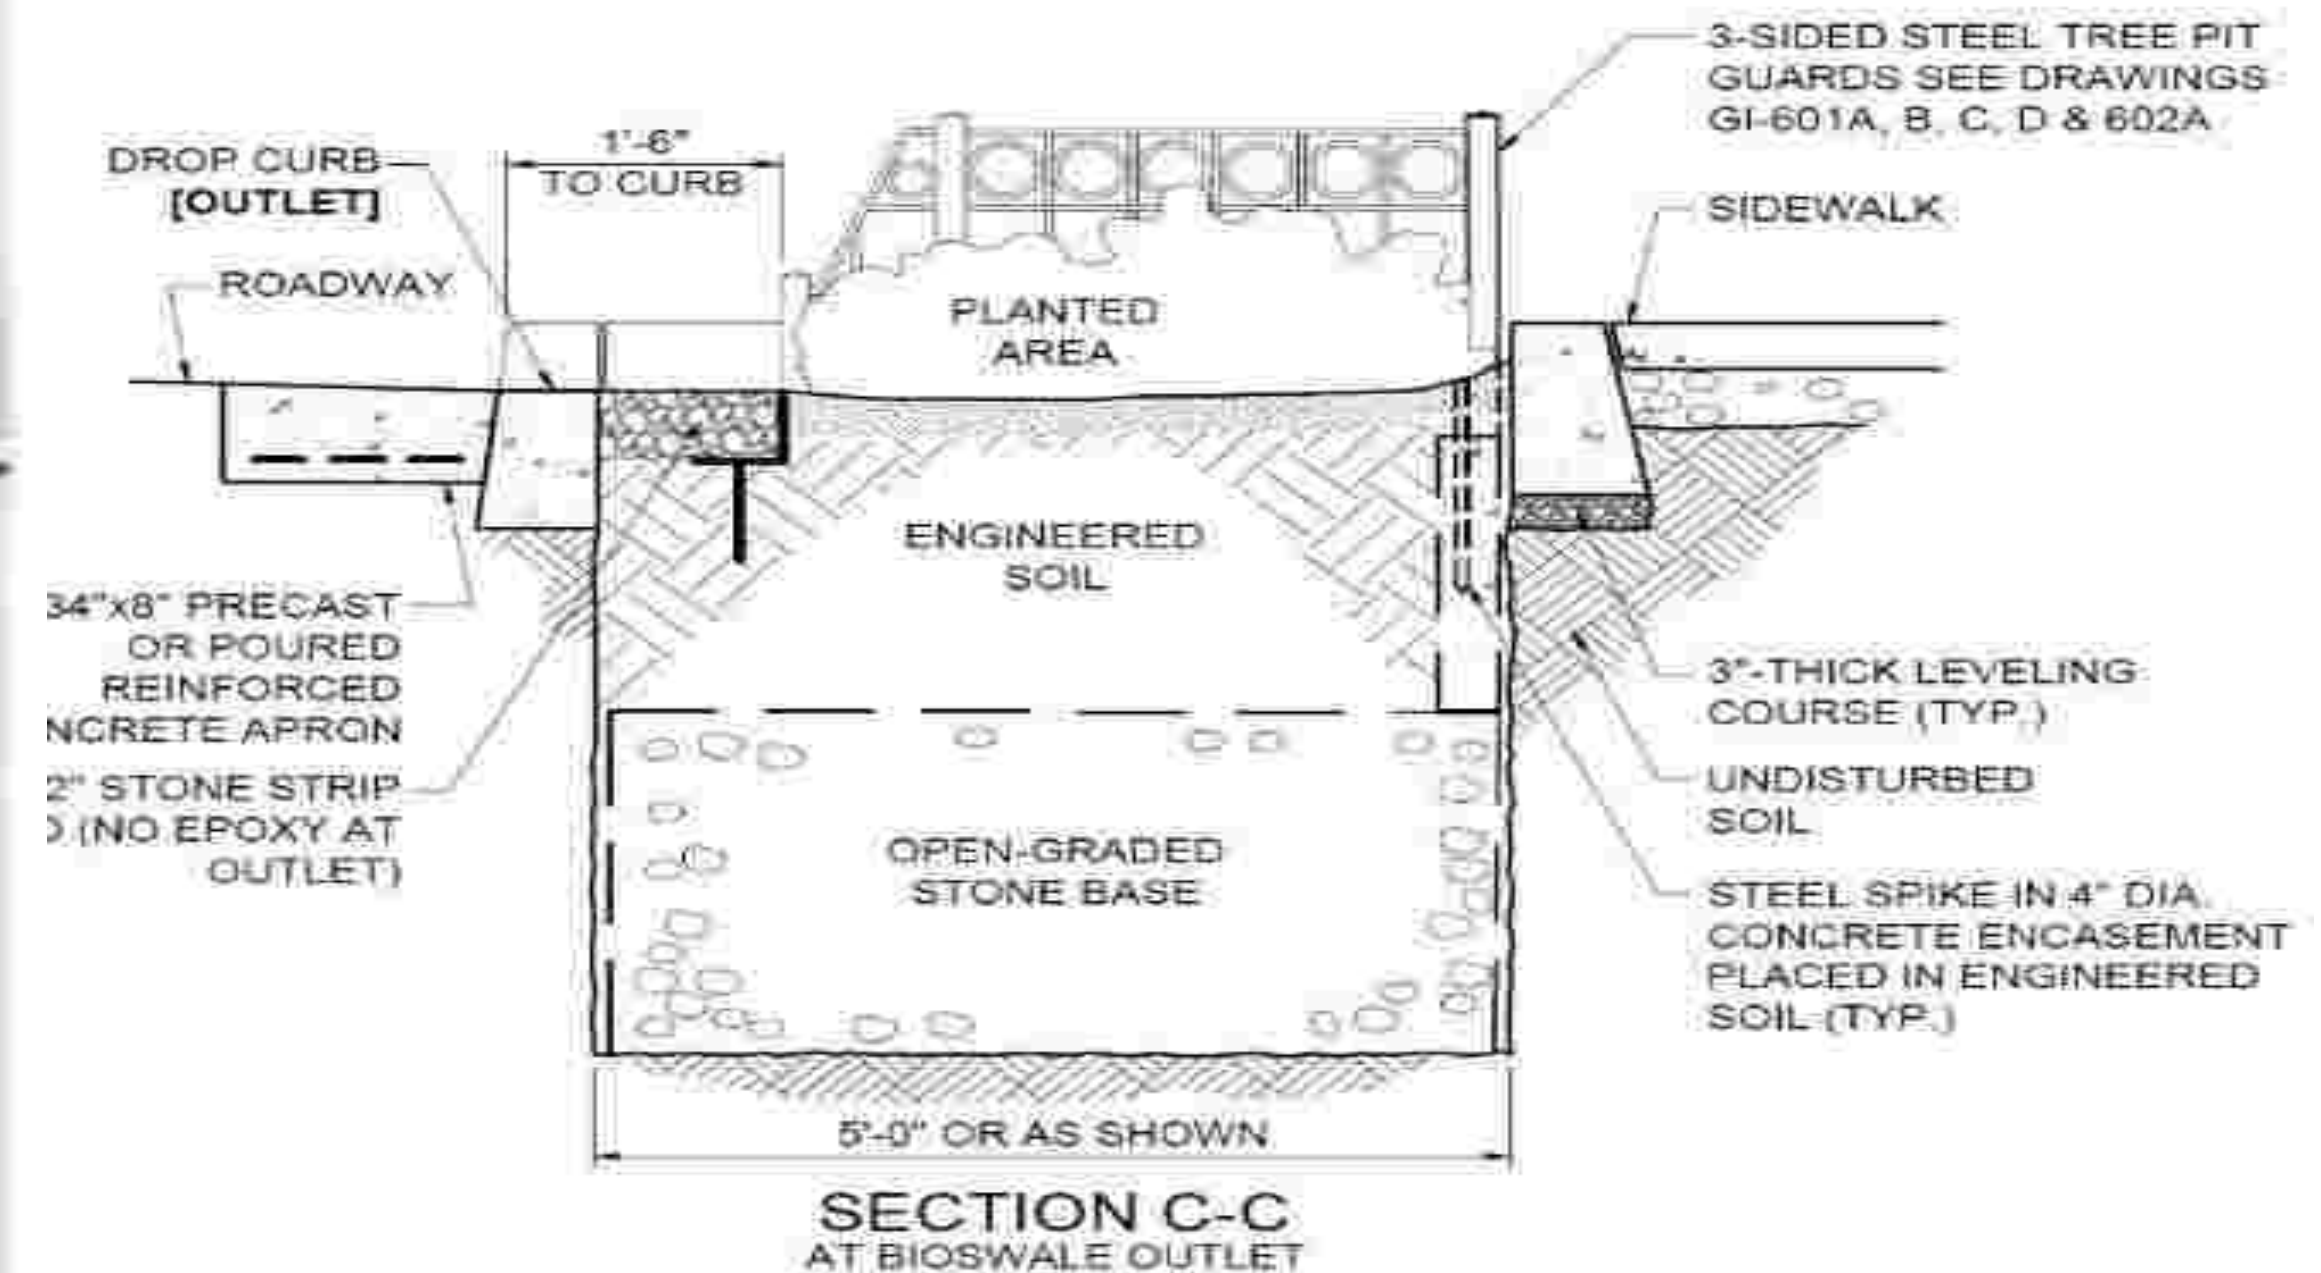 3-SIDED STEEL TREE PIT
GUARDS SEE DRAWINGS
GI-601A, B, C, D & 602A
DROP CURB
[OUTLET]
1'-6"
TO CURB
SIDEWALK
ROADWAY
PLANTED
AREA
ENGINEERED
SOIL
34"x8" PRECAST
OR POURED
REINFORCED
NCRETE APRON
2" STONE STRIP
(NO EPOXY AT
OUTLET)
3"-THICK LEVELING
COURSE (TYP.)
UNDISTURBED
SOIL
OPEN-GRADED
STONE BASE
STEEL SPIKE IN 4" DIA.
CONCRETE ENCASEMENT
PLACED IN ENGINEERED
SOIL (TYP.)
5'-0" OR AS SHOWN
SECTION C-C
AT BIOSWALE OUTLET